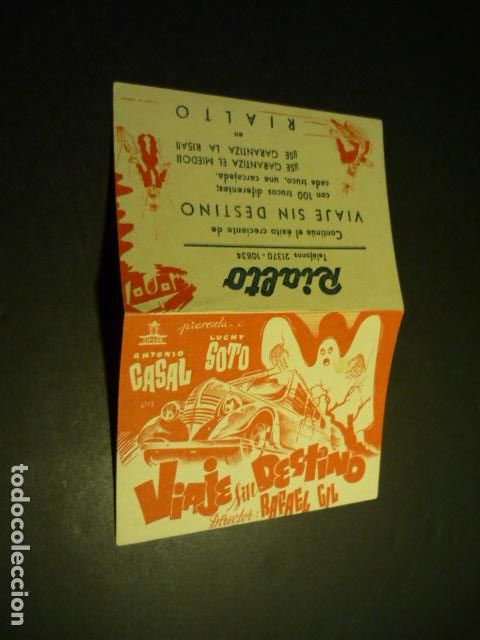 Rialto
Teléfonos 21370-10834
Continúa el éxito creciente de
VIAJE SIN DESTINO
con 100 trucos diferentes;
cada truco, una carcajada.
¡¡SE GARANTIZA EL MIEDO!!
¡¡SE GARANTIZA LA RISA!!
en
RIALTO
CIFESA
presenta a
ANTONIO CASAL
LUCHY SOTO
en
VIAJE sin DESTINO
Director: RAFAEL GIL
todocoleccion.net